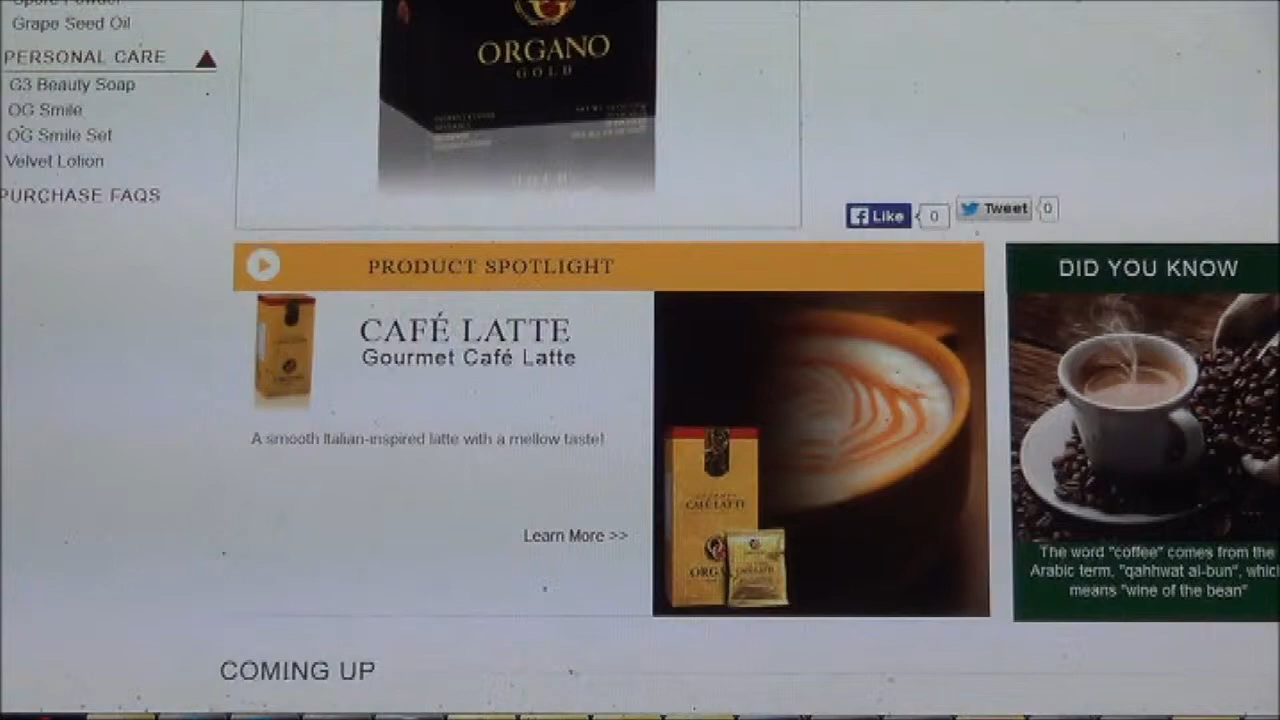 Grape Seed Oil
PERSONAL CARE
G3 Beauty Soap
OG Smile
OG Smile Set
Velvet Lotion
PURCHASE FAQS
ORGANO
GOLD
Like
0
Tweet
0
PRODUCT SPOTLIGHT
CAFÉ LATTE
Gourmet Café Latte
A smooth Italian-inspired latte with a mellow taste!
Learn More >>
CAFÉ LATTE
DID YOU KNOW
The word "coffee" comes from the
Arabic term, "qahhwat al-bun", whic
means "wine of the bean"
COMING UP